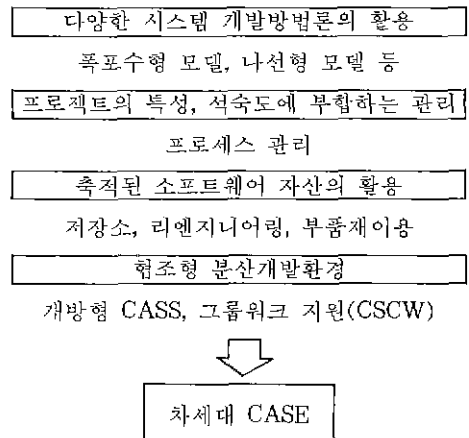 다양한 시스템 개발방법론의 활용
폭포수형 모델, 나선형 모델 등
프로젝트의 특성, 석숙도에 부합하는 관리
프로세스 관리
축적된 소프트웨어 자산의 활용
저장소, 리엔지니어링, 부품재이용
협조형 분산개발환경
개방형 CASS, 그룹워크 지원(CSCW)
차세대 CASE